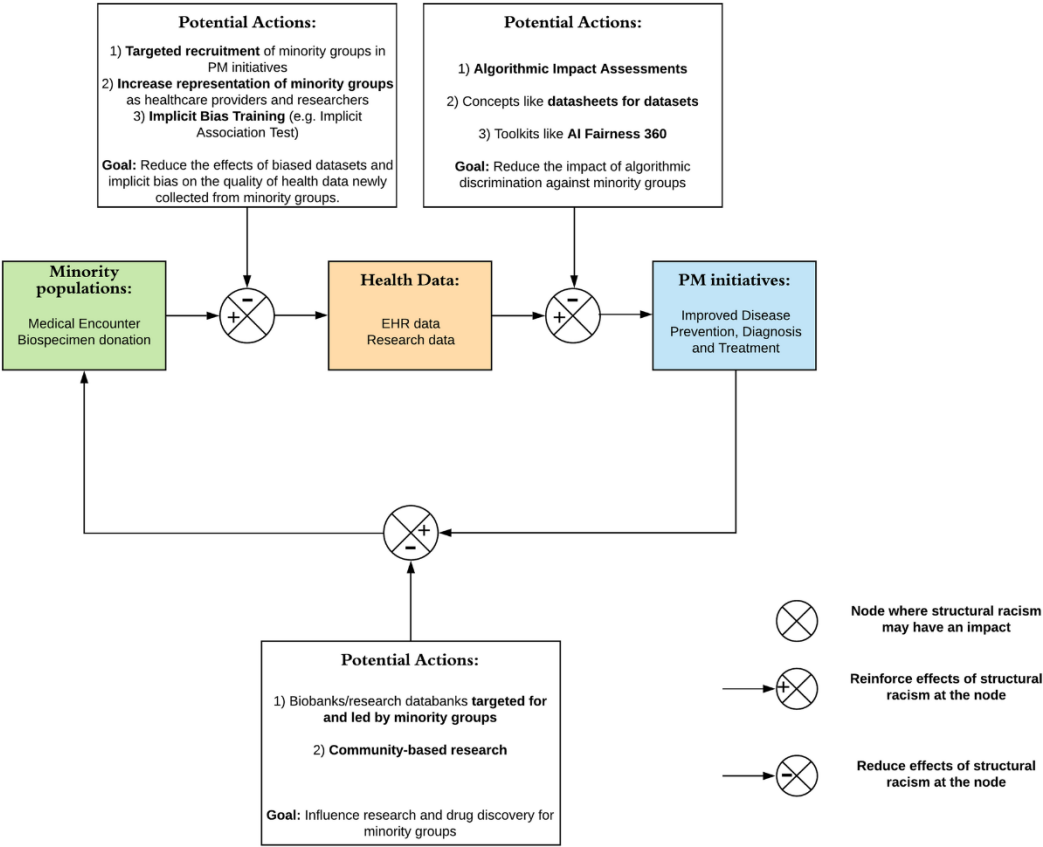 Potential Actions:
1) Targeted recruitment of minority groups in
PM initiatives
2) Increase representation of minority groups
as healthcare providers and researchers
3) Implicit Bias Training (e.g. Implicit
Association Test)
Goal: Reduce the effects of biased datasets and
implicit bias on the quality of health data newly
collected from minority groups.
Potential Actions:
1) Algorithmic Impact Assessments
2) Concepts like datasheets for datasets
3) Toolkits like AI Fairness 360
Goal: Reduce the impact of algorithmic
discrimination against minority groups
Minority
populations:
Medical Encounter
Biospecimen donation
−
+
Health Data:
EHR data
Research data
−
+
PM initiatives:
Improved Disease
Prevention, Diagnosis
and Treatment
+
−
Potential Actions:
1) Biobanks/research databanks targeted for
and led by minority groups
2) Community-based research
Goal: Influence research and drug discovery for
minority groups
Node where structural racism
may have an impact
+
Reinforce effects of structural
racism at the node
−
Reduce effects of structural
racism at the node